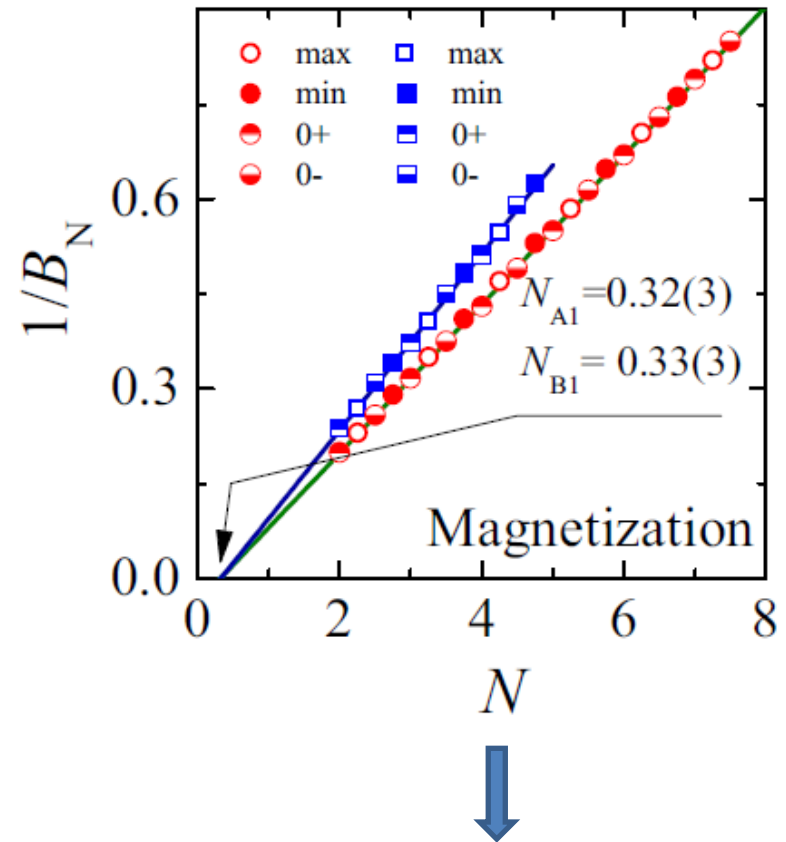 max max
min min
0+ 0+
0- 0-
0.6
0.3
0.0
1/B_N
N_A1=0.32(3)
N_B1= 0.33(3)
Magnetization
0 2 4 6 8
N